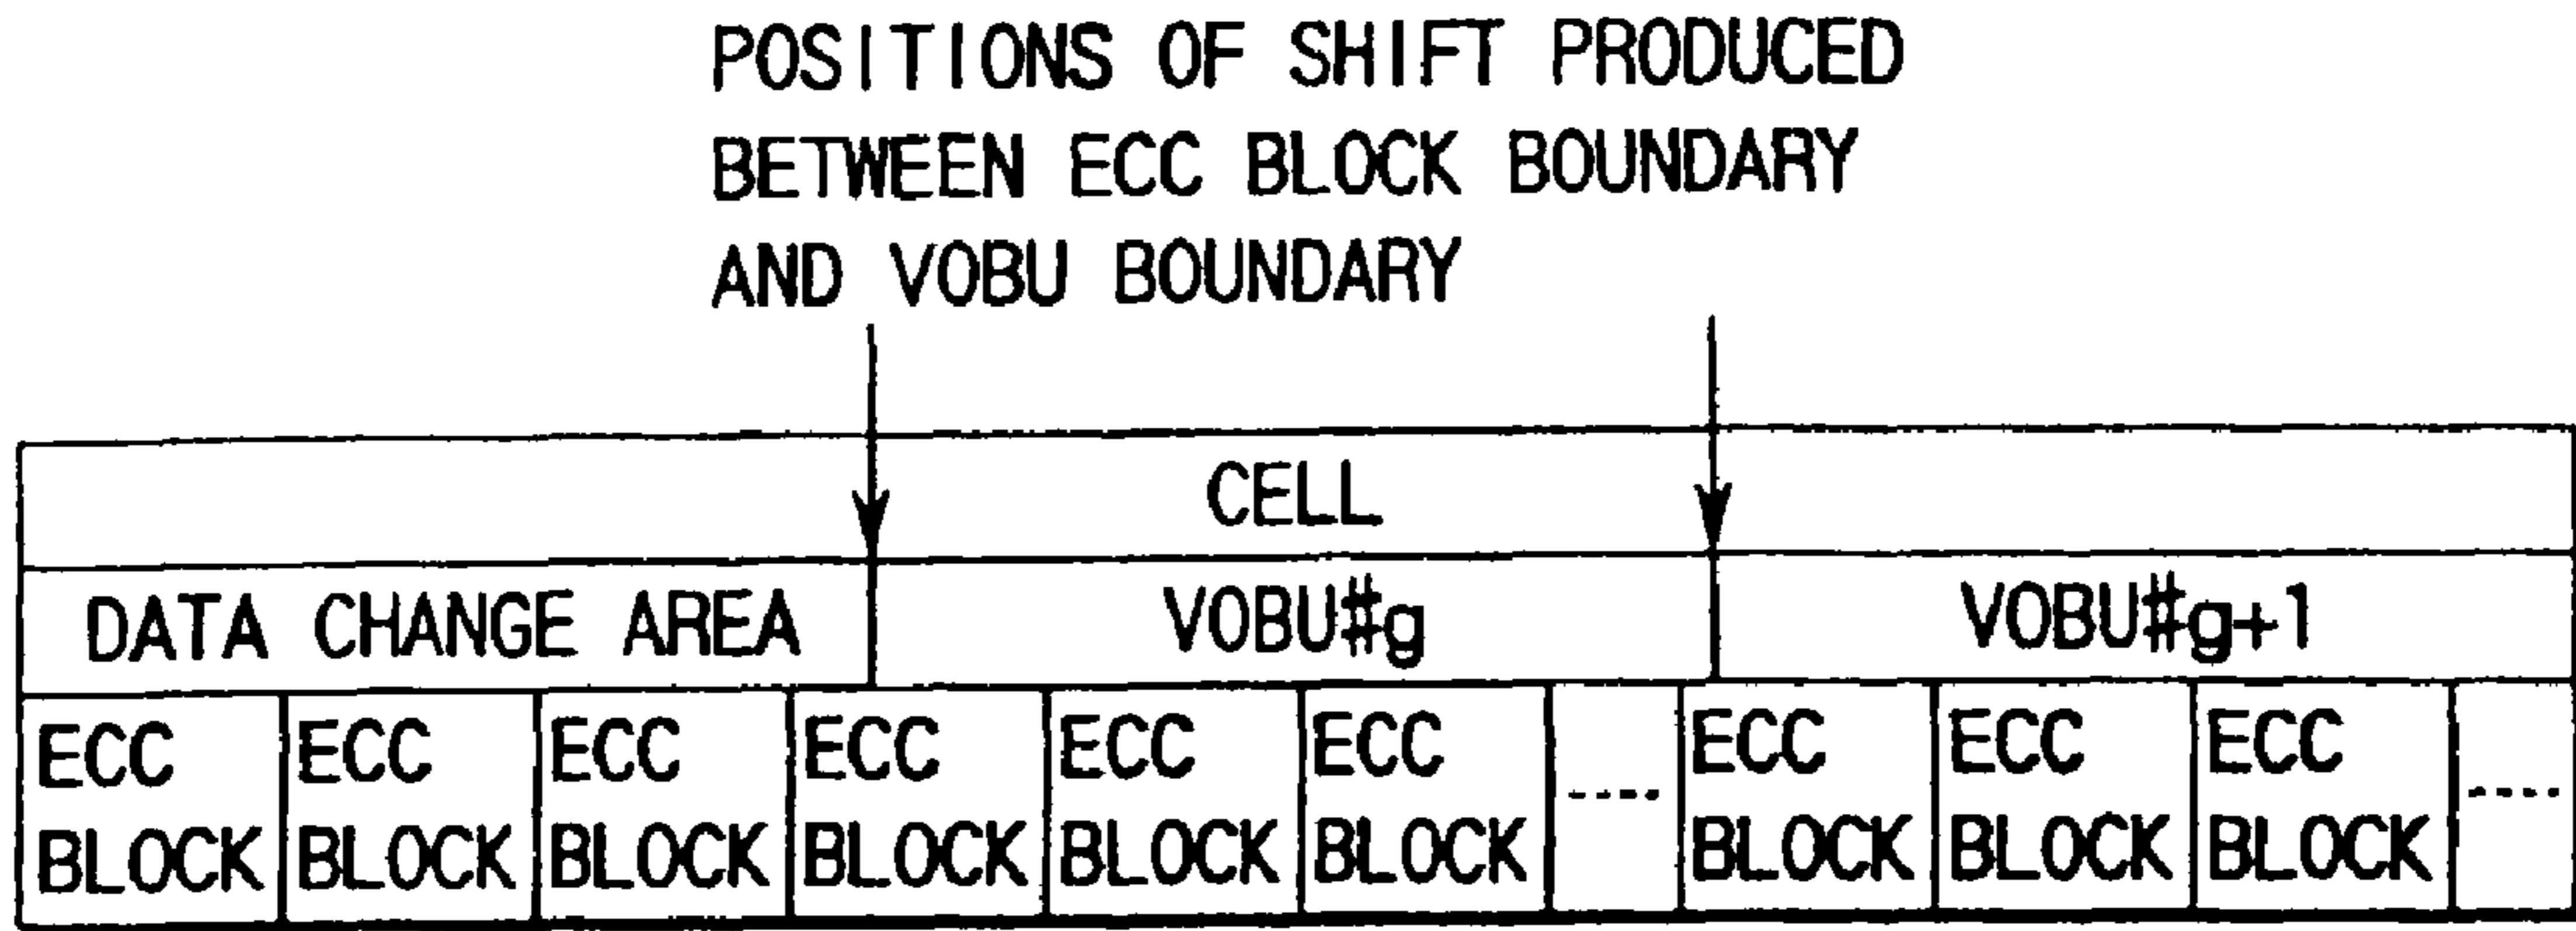 POSITIONS OF SHIFT PRODUCED
BETWEEN ECC BLOCK BOUNDARY
AND VOBU BOUNDARY
CELL
DATA CHANGE AREA VOBU#g VOBU#g+1
ECC ECC ECC ECC ECC ECC ---- ECC ECC ECC ----
BLOCK BLOCK BLOCK BLOCK BLOCK BLOCK BLOCK BLOCK BLOCK